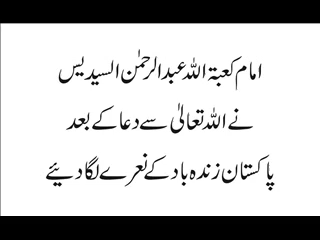 امام کعبۃ اللہ عبدالرحمٰن السدیس
نے اللہ تعالیٰ سے دعا کے بعد
پاکستان زندہ باد کے نعرے لگا دیئے